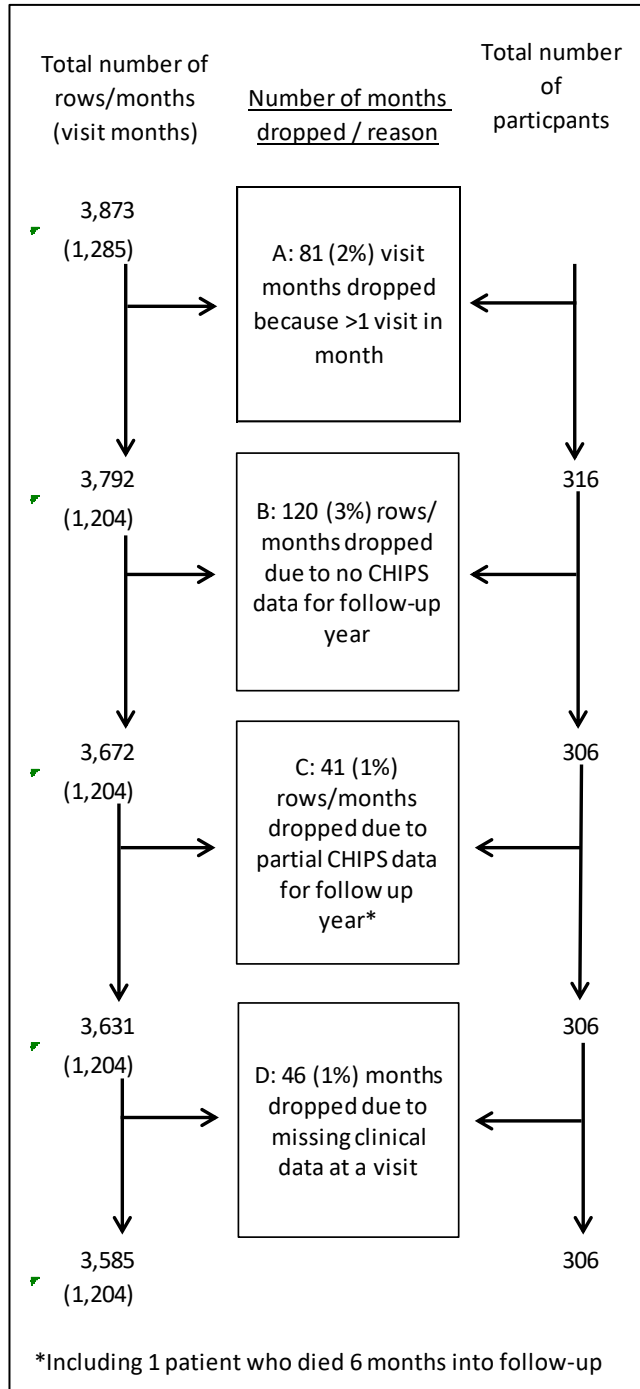 Total number of
rows/months
(visit months)
Number of months
dropped / reason
Total number
of
particpants
3,873
(1,285)
A: 81 (2%) visit
months dropped
because >1 visit in
month
3,792
(1,204)
316
B: 120 (3%) rows/
months dropped
due to no CHIPS
data for follow-up
year
3,672
(1,204)
306
C: 41 (1%)
rows/months
dropped due to
partial CHIPS data
for follow up
year*
3,631
(1,204)
306
D: 46 (1%) months
dropped due to
missing clinical
data at a visit
3,585
(1,204)
306
*Including 1 patient who died 6 months into follow-up